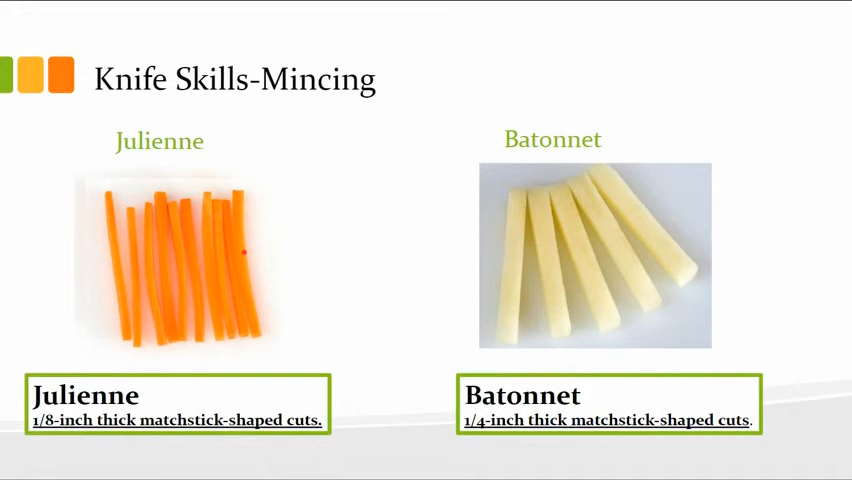 Knife Skills-Mincing
Julienne
Batonnet
Julienne
1/8-inch thick matchstick-shaped cuts.
Batonnet
1/4-inch thick matchstick-shaped cuts.